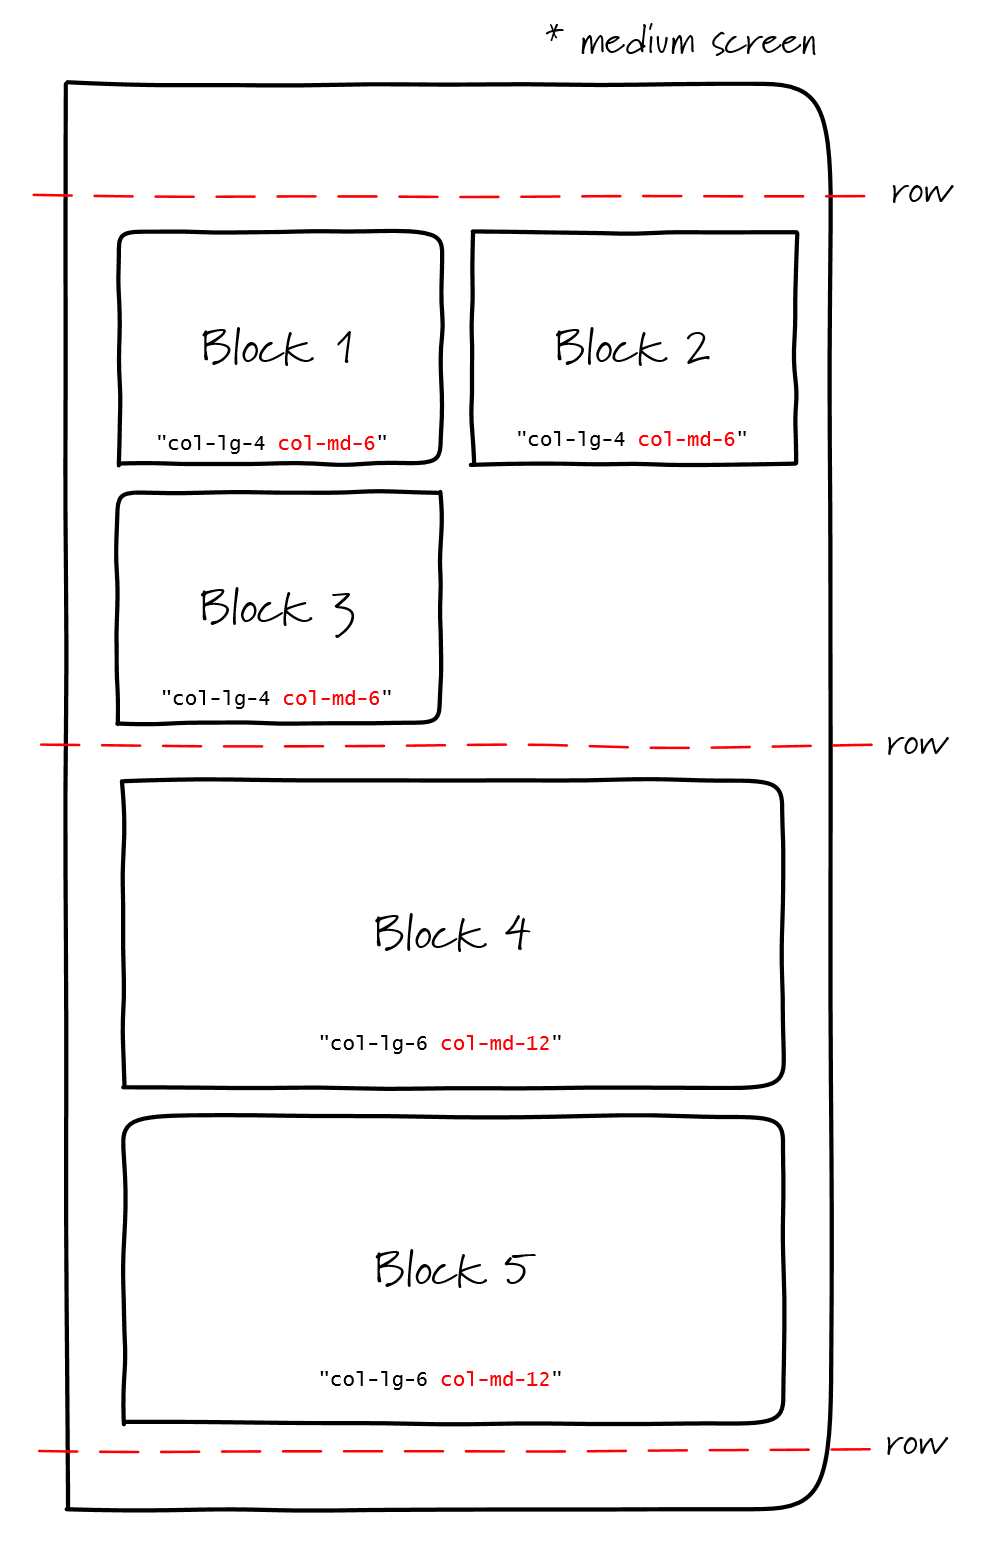 * medium screen
row
Block 1
"col-lg-4 col-md-6"
Block 2
"col-lg-4 col-md-6"
Block 3
"col-lg-4 col-md-6"
row
Block 4
"col-lg-6 col-md-12"
Block 5
"col-lg-6 col-md-12"
row